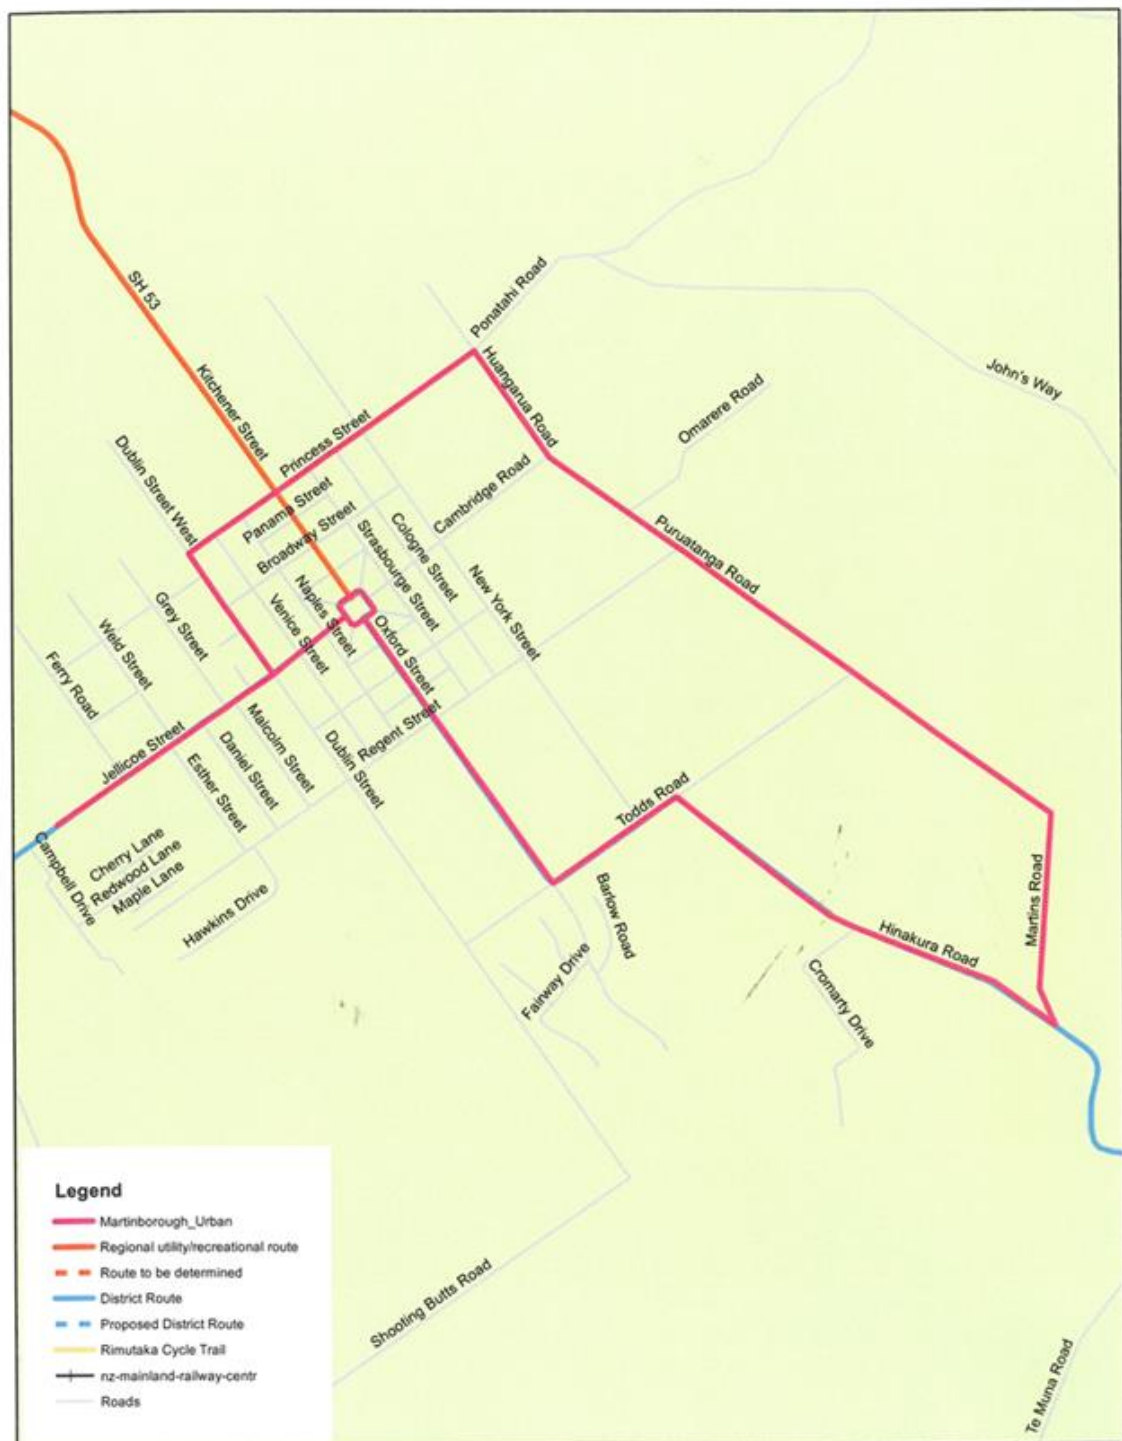 SH 53
Kitchener Street
Ponatahi Road
Huangarua Road
John's Way
Omarere Road
Princess Street
Dublin Street West
Panama Street
Cambridge Road
Broadway Street
Strasbourge Street
Cologne Street
Puruatanga Road
New York Street
Naples Street
Venice Street
Oxford Street
Grey Street
Weld Street
Ferry Road
Regent Street
Jellicoe Street
Malcolm Street
Daniel Street
Esther Street
Dublin Street
Todds Road
Campbell Drive
Cherry Lane
Redwood Lane
Maple Lane
Hawkins Drive
Barlow Road
Fairway Drive
Martins Road
Hinakura Road
Cromarty Drive
Legend
Martinborough_Urban
Regional utility/recreational route
Route to be determined
District Route
Proposed District Route
Rimutaka Cycle Trail
nz-mainland-railway-centr
Roads
Shooting Butts Road
Te Muna Road